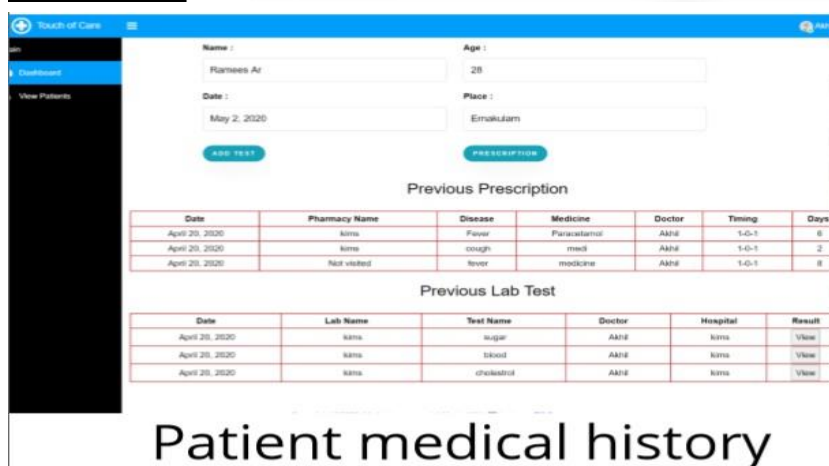 Touch of Care
ain
Dashboard
View Patients
Name :
Age :
Ramees Ar
28
Date :
Place :
May 2, 2020
Ernakulam
ADD TEST
PRESCRIPTION
Previous Prescription
Date Pharmacy Name Disease Medicine Doctor Timing Days
April 20, 2020 kims Fever Paracetamol Akhil 1-0-1 6
April 20, 2020 kims cough medi Akhil 1-0-1 2
April 20, 2020 Not visited fever medicine Akhil 1-0-1 8
Previous Lab Test
Date Lab Name Test Name Doctor Hospital Result
April 20, 2020 kims sugar Akhil kims View
April 20, 2020 kims blood Akhil kims View
April 20, 2020 kims cholestrol Akhil kims View
Patient medical history